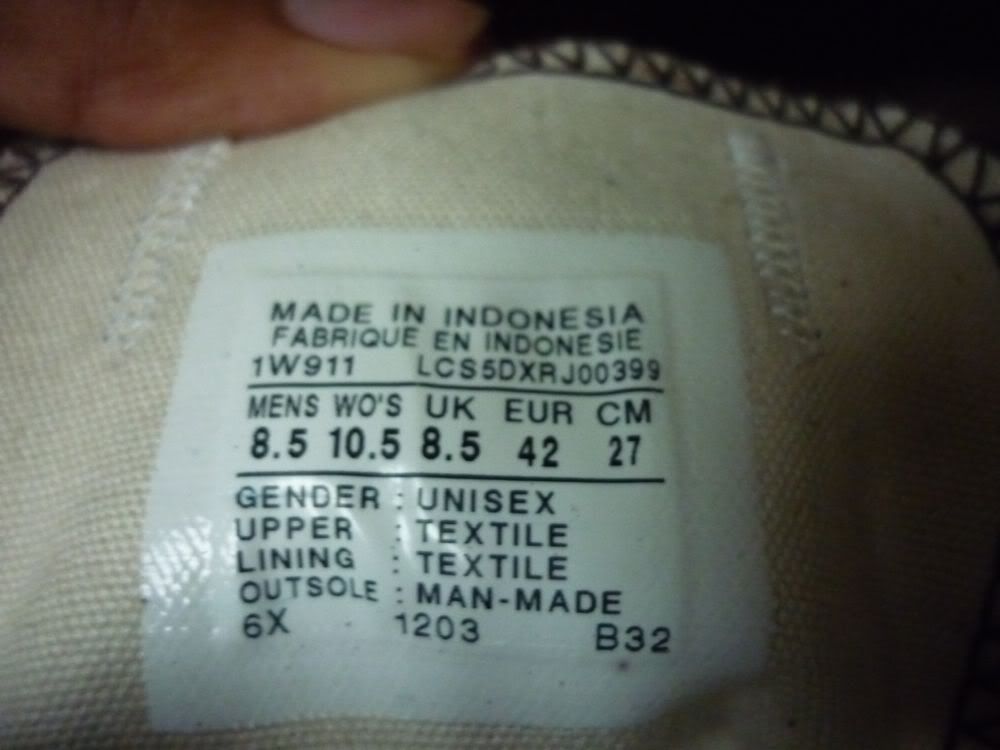 MADE IN INDONESIA
FABRIQUE EN INDONESIE
1W911 LCS5DXRJ00399
MENS WO'S UK EUR CM
8.5 10.5 8.5 42 27
GENDER : UNISEX
UPPER : TEXTILE
LINING : TEXTILE
OUTSOLE : MAN-MADE
6X 1203 B32